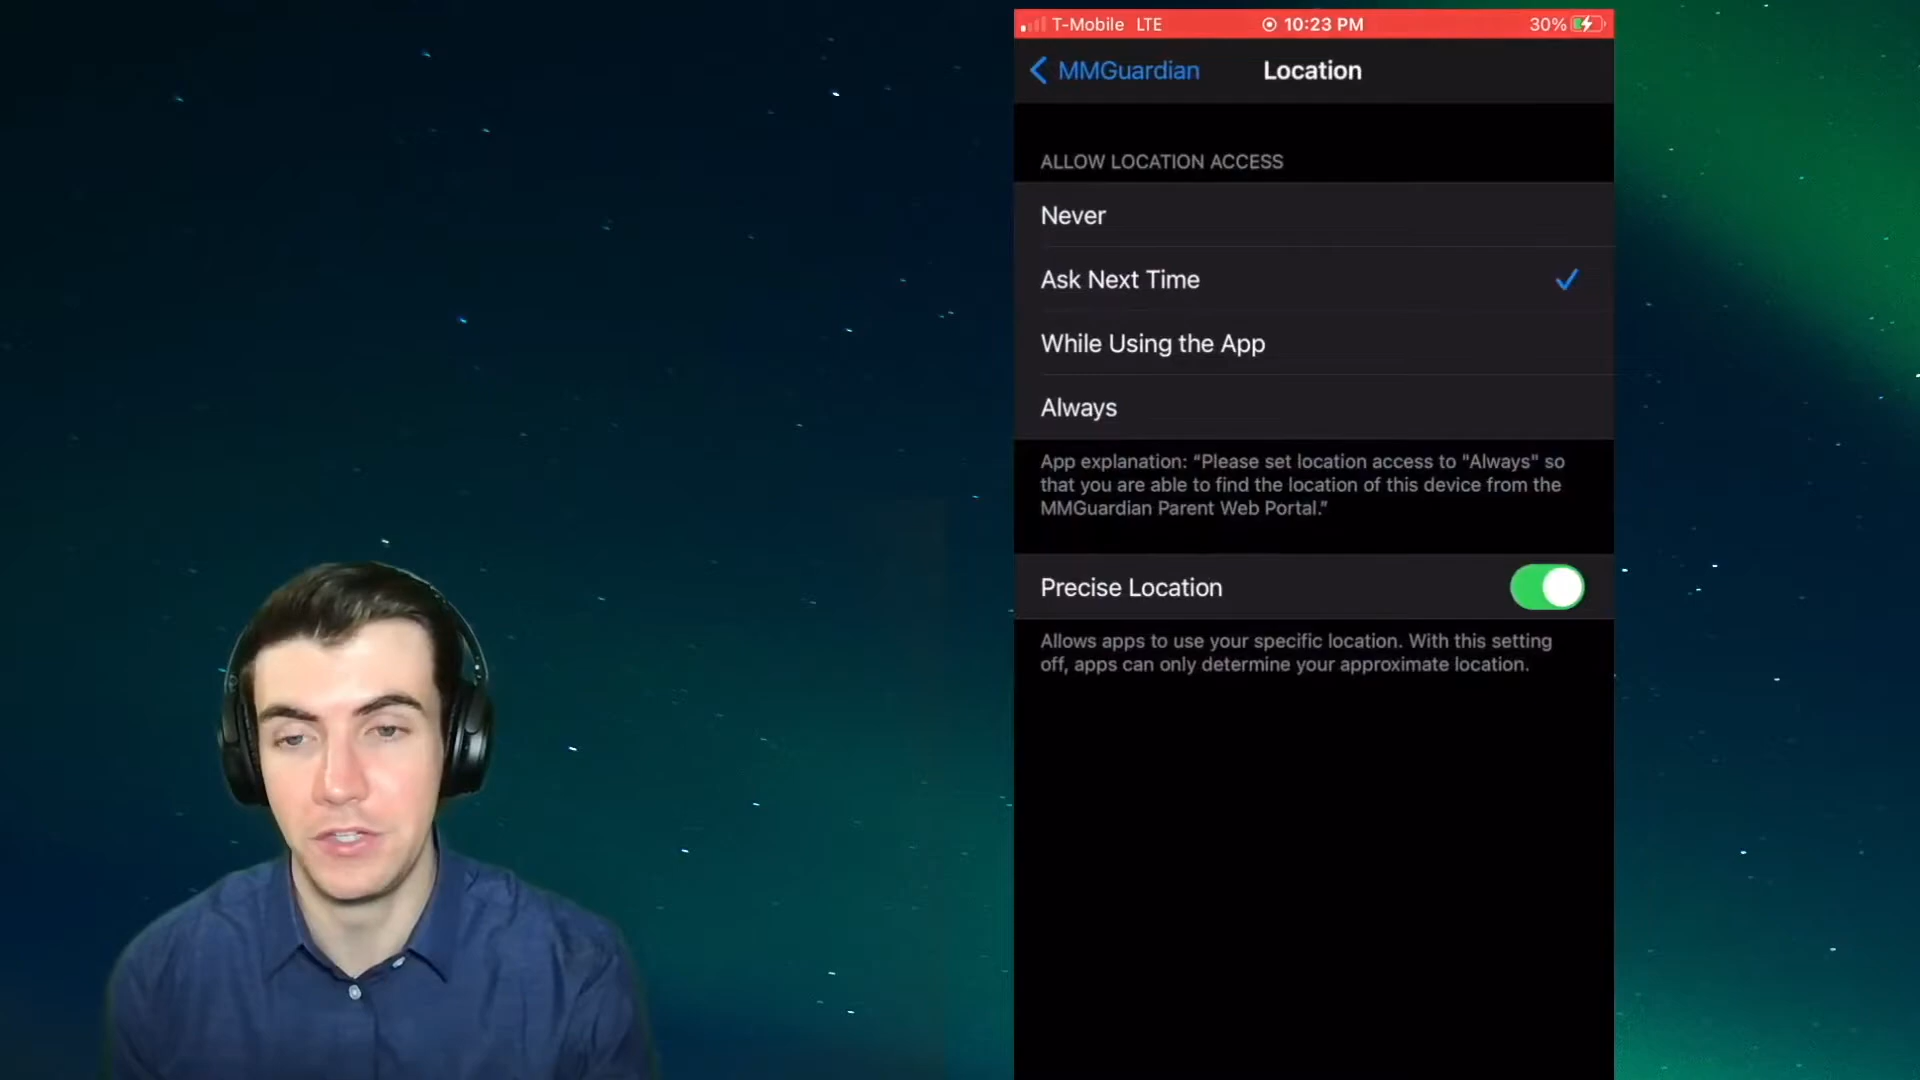 T-Mobile LTE 10:23 PM 30%
MMGuardian Location
ALLOW LOCATION ACCESS
Never
Ask Next Time
While Using the App
Always
App explanation: “Please set location access to "Always" so
that you are able to find the location of this device from the
MMGuardian Parent Web Portal.”
Precise Location
Allows apps to use your specific location. With this setting
off, apps can only determine your approximate location.